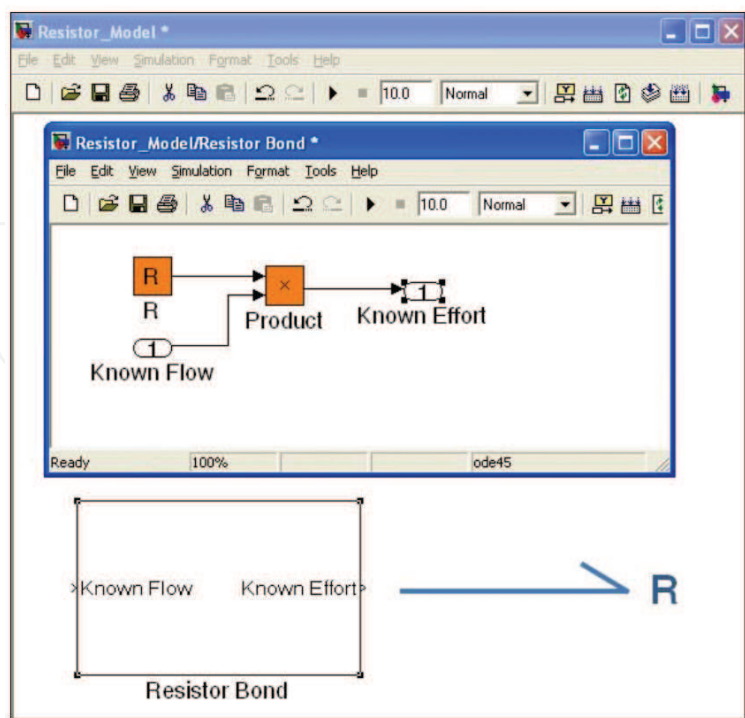 Resistor_Model *
File Edit View Simulation Format Tools Help
10.0 Normal
Resistor_Model/Resistor Bond *
File Edit View Simulation Format Tools Help
10.0 Normal
R
R
×
Product
1
Known Effort
1
Known Flow
Ready 100% ode45
Known Flow Known Effort
R
Resistor Bond